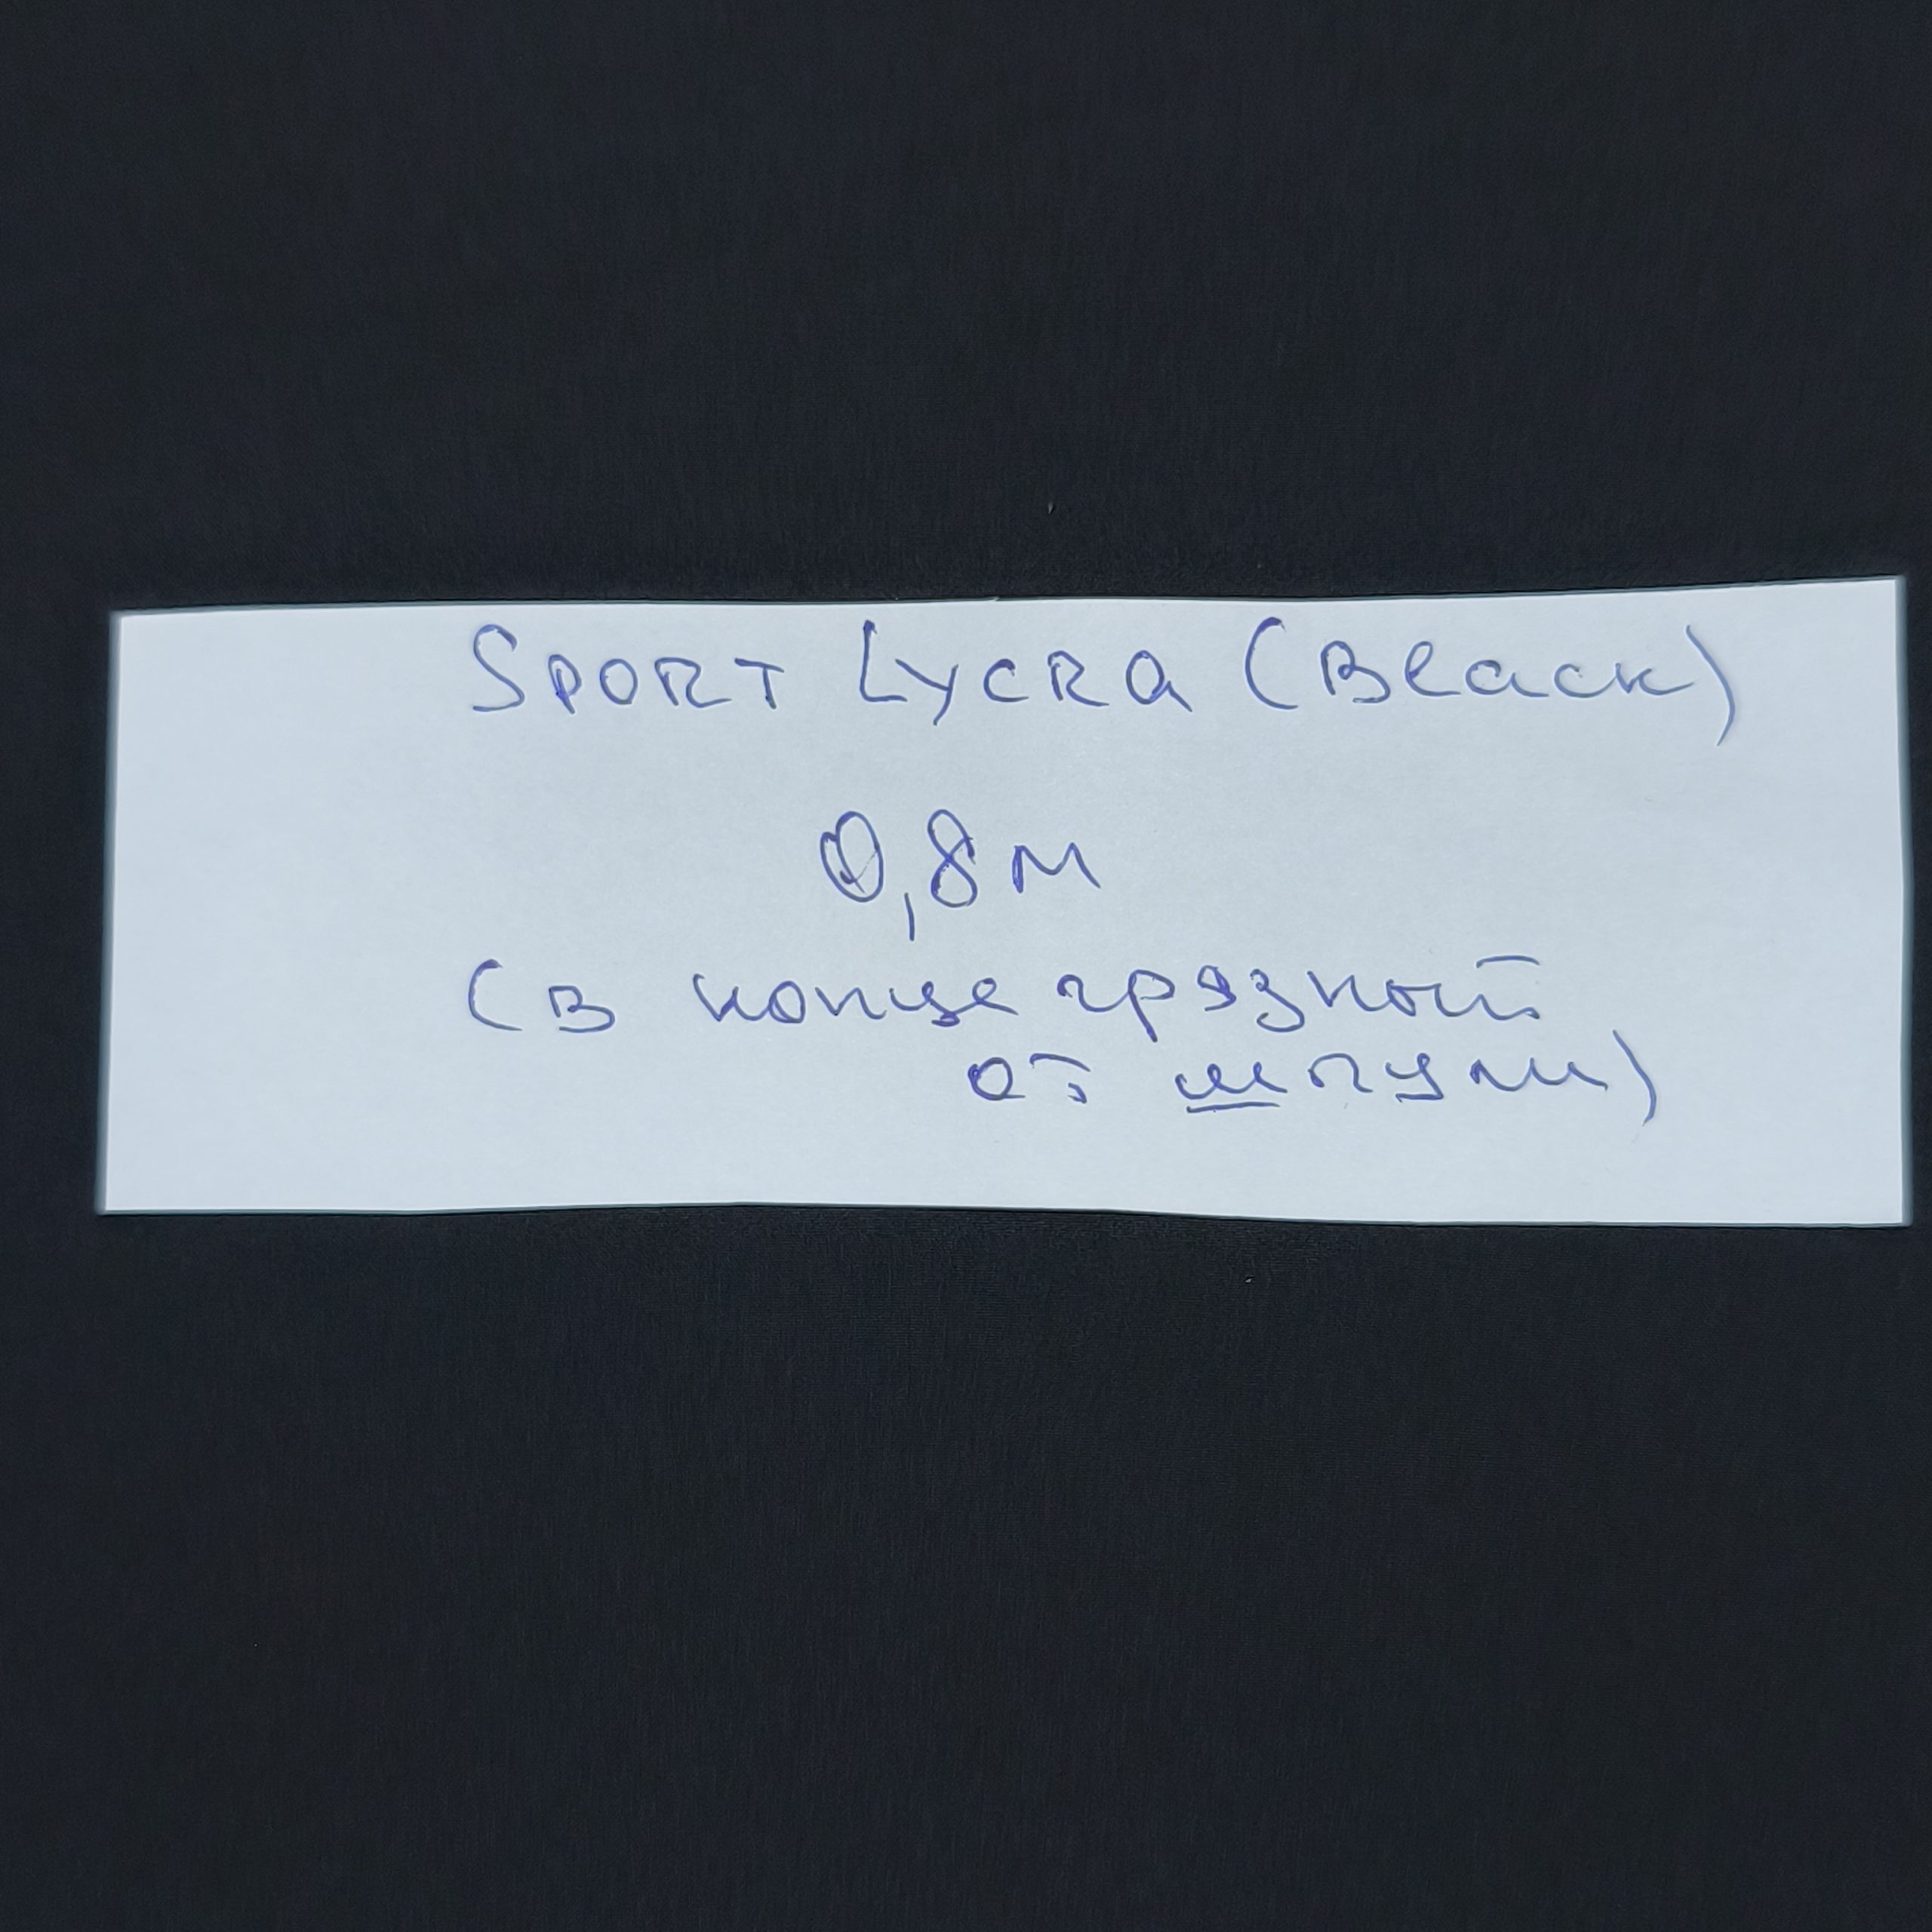 SPORT LYCRA (Black)
0,8м
(в конце грязной
от шпули)